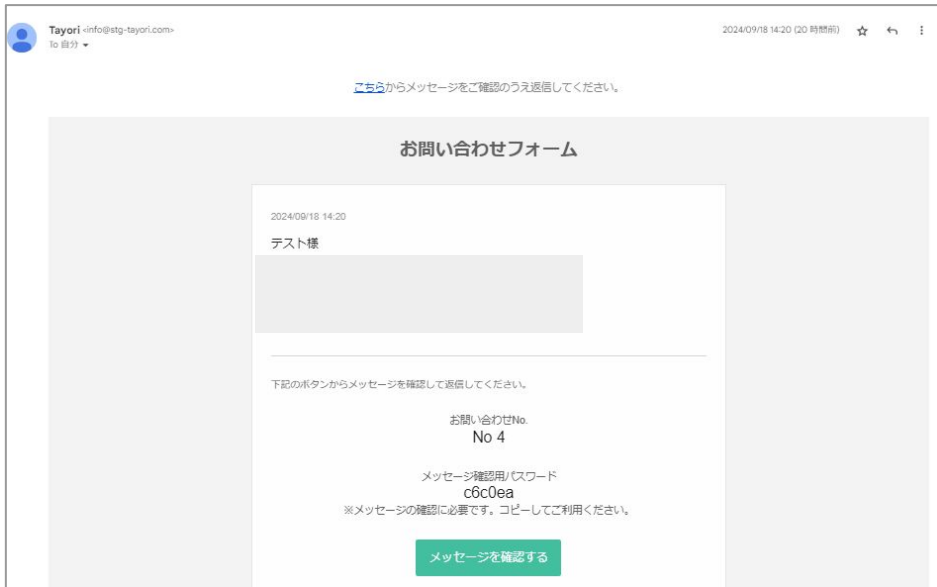 Tayori <info@stg-tayori.com>
2024/09/18 14:20 (20 時間前)
To 自分
こちらからメッセージをご確認のうえ返信してください。
お問い合わせフォーム
2024/09/18 14:20
テスト様
下記のボタンからメッセージを確認して返信してください。
お問い合わせNo.
No 4
メッセージ確認用パスワード
c6c0ea
※メッセージの確認に必要です。コピーしてご利用ください。
メッセージを確認する